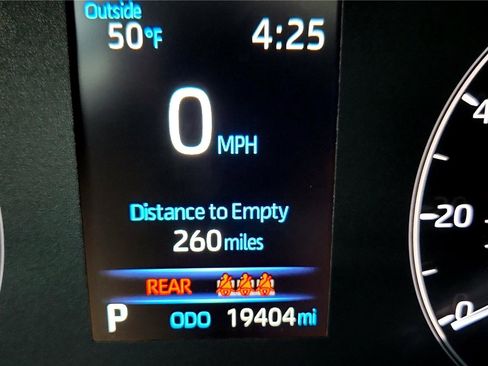 Outside
50°F 4:25
0 MPH
Distance to Empty
260 miles
REAR
P ODO 19404 mi
20
0